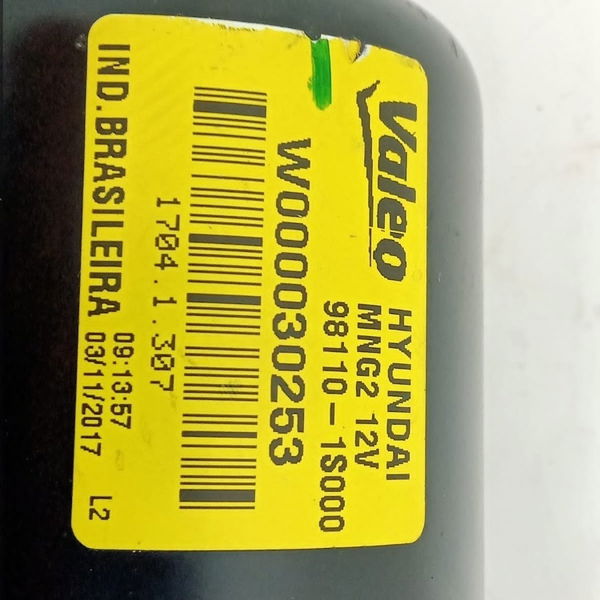 Valeo
HYUNDAI
MNG2 12V
98110-1S000
W000030253
1704.1.307
IND.BRASILEIRA
09:13:57
03/11/2017 L2